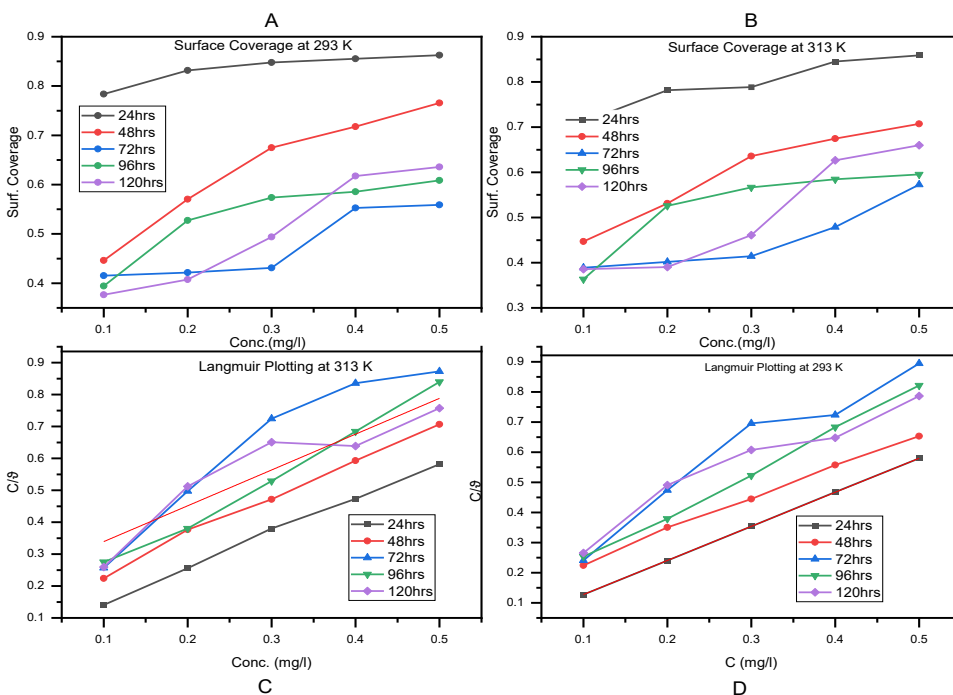 A
B
Surface Coverage at 293 K
Surf. Coverage
0.9
0.8
0.7
0.6
0.5
0.4
24hrs
48hrs
72hrs
96hrs
120hrs
0.1 0.2 0.3 0.4 0.5
Conc.(mg/l)
Surface Coverage at 313 K
Surf. Coverage
0.9
0.8
0.7
0.6
0.5
0.4
0.3
24hrs
48hrs
72hrs
96hrs
120hrs
0.1 0.2 0.3 0.4 0.5
Conc.(mg/l)
Langmuir Plotting at 313 K
C/θ
0.9
0.8
0.7
0.6
0.5
0.4
0.3
0.2
0.1
24hrs
48hrs
72hrs
96hrs
120hrs
0.1 0.2 0.3 0.4 0.5
Conc. (mg/l)
C
Langmuir Plotting at 293 K
C/θ
0.9
0.8
0.7
0.6
0.5
0.4
0.3
0.2
0.1
24hrs
48hrs
72hrs
96hrs
120hrs
0.1 0.2 0.3 0.4 0.5
C (mg/l)
D